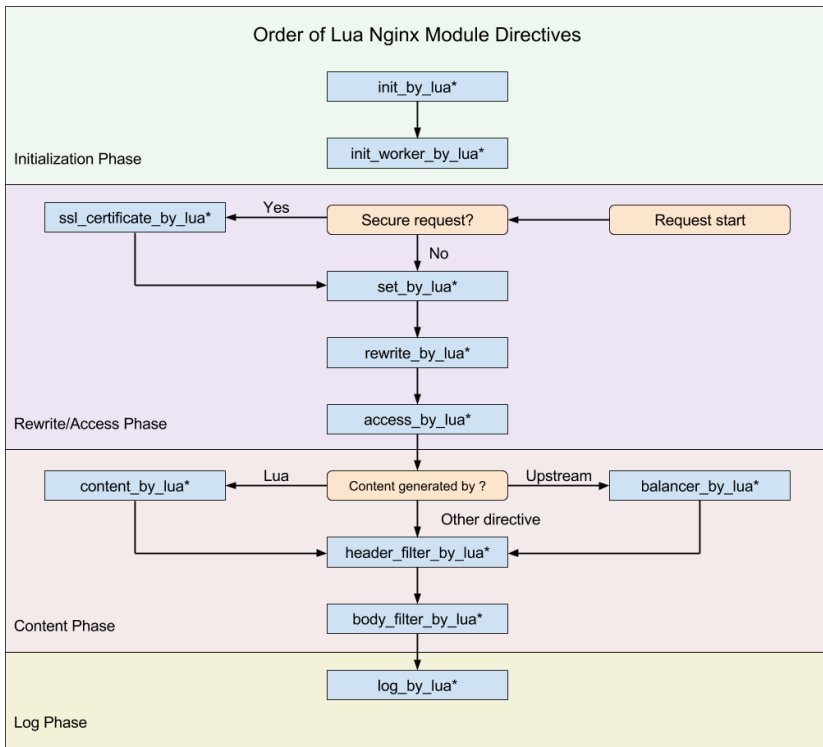 Order of Lua Nginx Module Directives
init_by_lua*
init_worker_by_lua*
Initialization Phase
ssl_certificate_by_lua*
Yes
Secure request?
Request start
No
set_by_lua*
rewrite_by_lua*
access_by_lua*
Rewrite/Access Phase
content_by_lua*
Lua
Content generated by ?
Upstream
balancer_by_lua*
Other directive
header_filter_by_lua*
body_filter_by_lua*
Content Phase
log_by_lua*
Log Phase